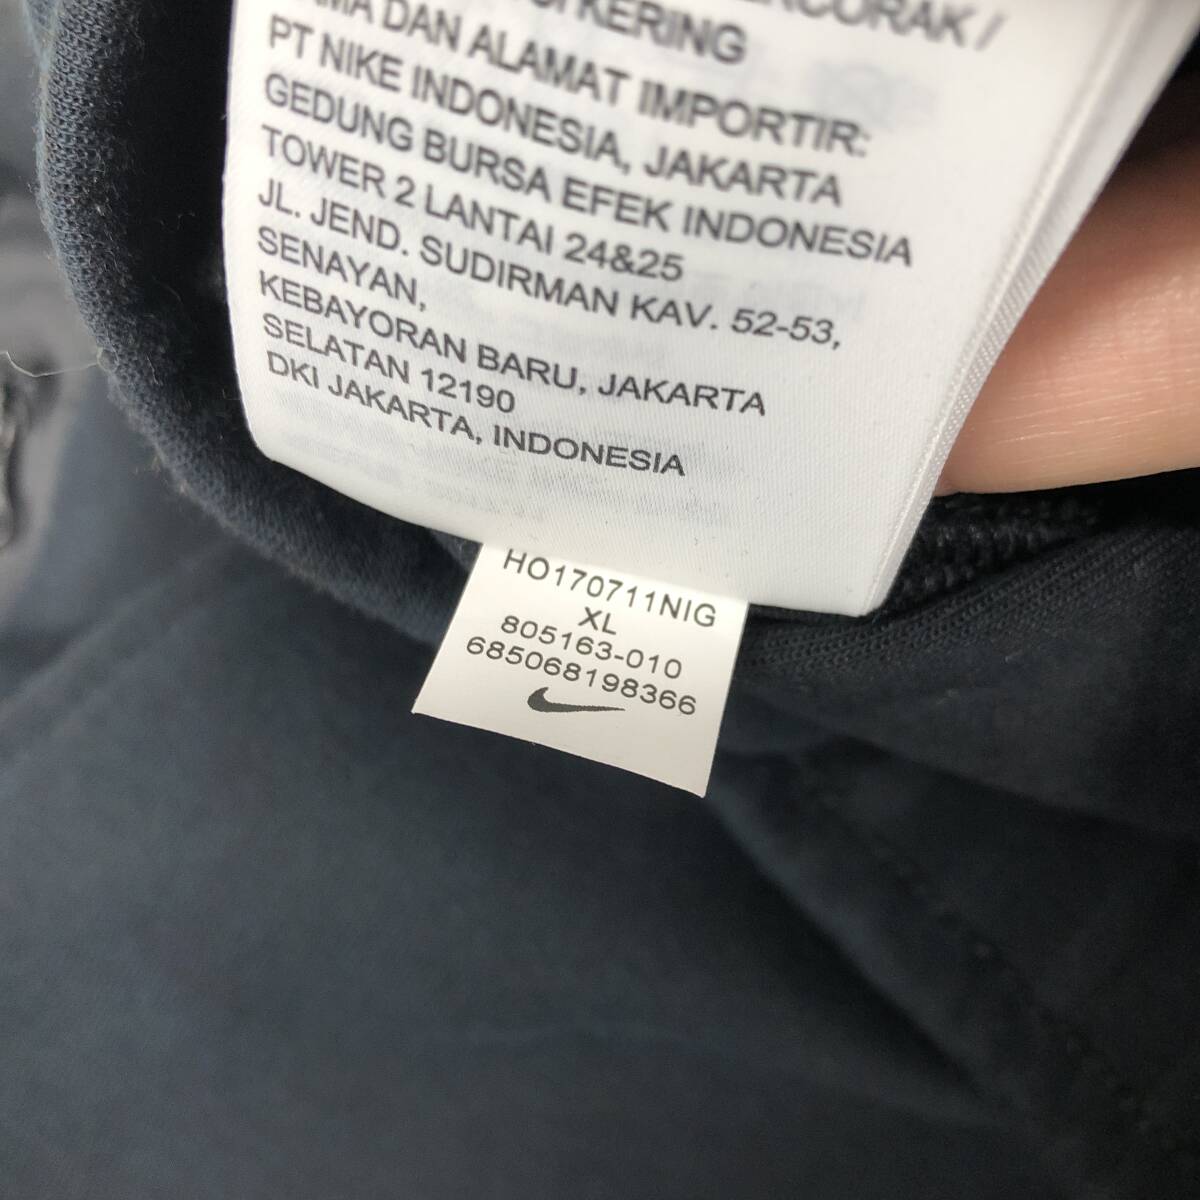 KERING
DAN ALAMAT IMPORTIR:
PT NIKE INDONESIA, JAKARTA
GEDUNG BURSA EFEK INDONESIA
TOWER 2 LANTAI 24&25
JL. JEND. SUDIRMAN KAV. 52-53,
SENAYAN,
KEBAYORAN BARU, JAKARTA
SELATAN 12190
DKI JAKARTA, INDONESIA
HO170711NIG
XL
805163-010
685068198366